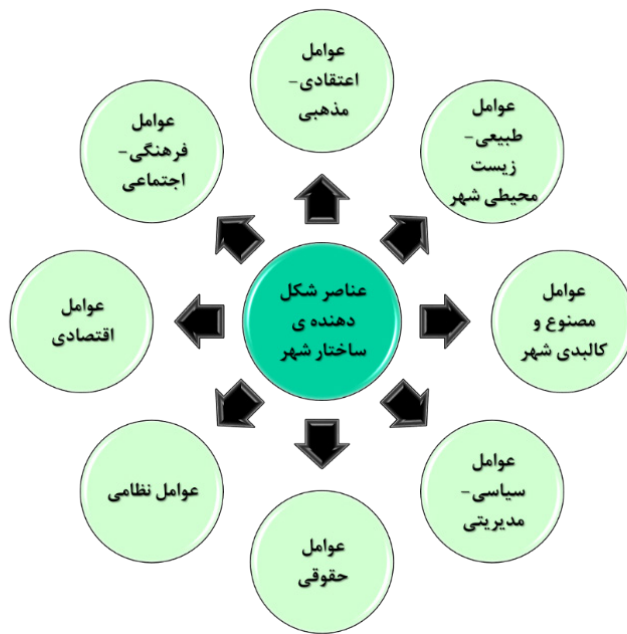 عوامل
اعتقادی-
مذهبی
عوامل
طبیعی-
زیست
محیطی شهر
عوامل
مصنوع و
کالبدی شهر
عوامل
سیاسی-
مدیریتی
عوامل
حقوقی
عوامل نظامی
عوامل
اقتصادی
عوامل
فرهنگی-
اجتماعی
عناصر شکل
دهنده ی
ساختار شهر